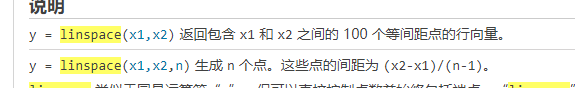 说明
y = linspace(x1,x2) 返回包含 x1 和 x2 之间的 100 个等间距点的行向量。
y = linspace(x1,x2,n) 生成 n 个点。这些点的间距为 (x2-x1)/(n-1)。